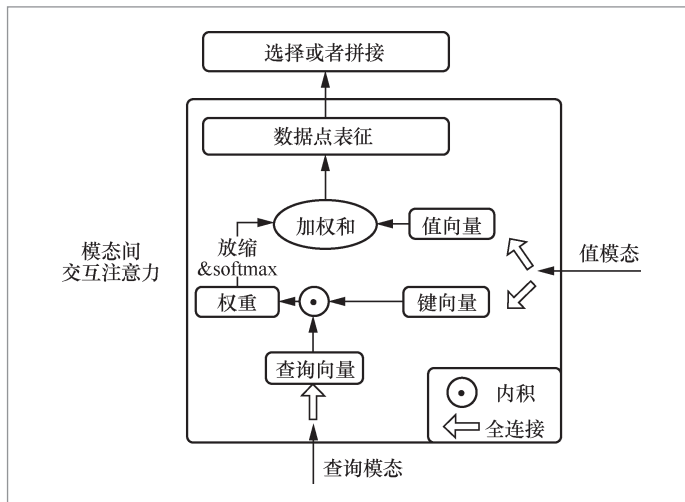 选择或者拼接
数据点表征
加权和
值向量
模态间
交互注意力
放缩
&softmax
值模态
权重
键向量
查询向量
内积
全连接
查询模态